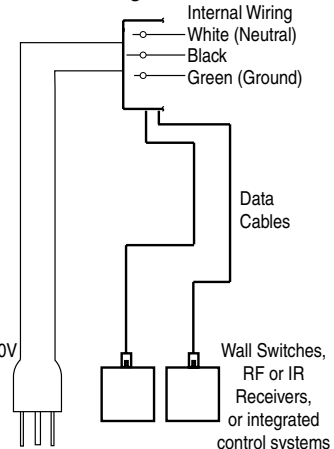 Internal Wiring
White (Neutral)
Black
Green (Ground)
Data
Cables
0V
Wall Switches,
RF or IR
Receivers,
or integrated
control systems